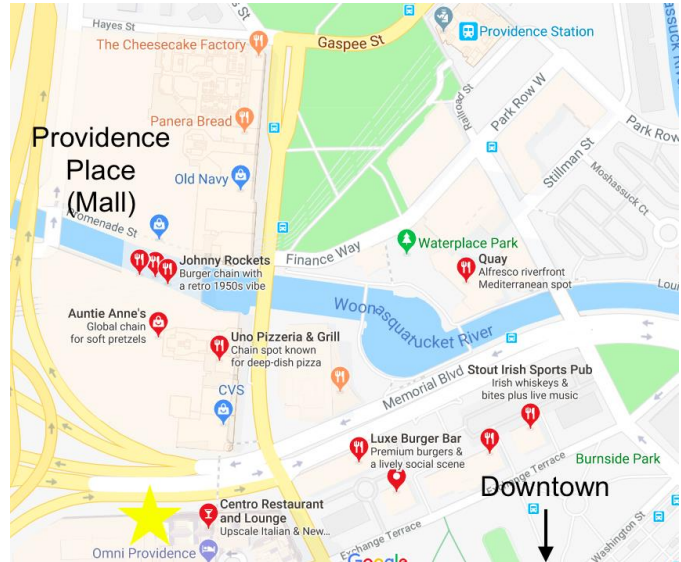 Hayes St
Gaspee St
Providence Station
The Cheesecake Factory
Railroad St
Park Row W
Park Row
Panera Bread
Stillman St
Providence
Place
(Mall)
Old Navy
Moshassuck Ct
Promenade St
Finance Way
Waterplace Park
Johnny Rockets
Burger chain with
a retro 1950s vibe
Quay
Alfresco riverfront
Mediterranean spot
Woonasquatucket River
Auntie Anne's
Global chain
for soft pretzels
Uno Pizzeria & Grill
Chain spot known
for deep-dish pizza
Memorial Blvd
Stout Irish Sports Pub
Irish whiskeys &
bites plus live music
CVS
Luxe Burger Bar
Premium burgers &
a lively social scene
Burnside Park
Exchange Terrace
Downtown
Centro Restaurant
and Lounge
Upscale Italian & New...
Exchange Terrace
Washington St
Omni Providence
Google